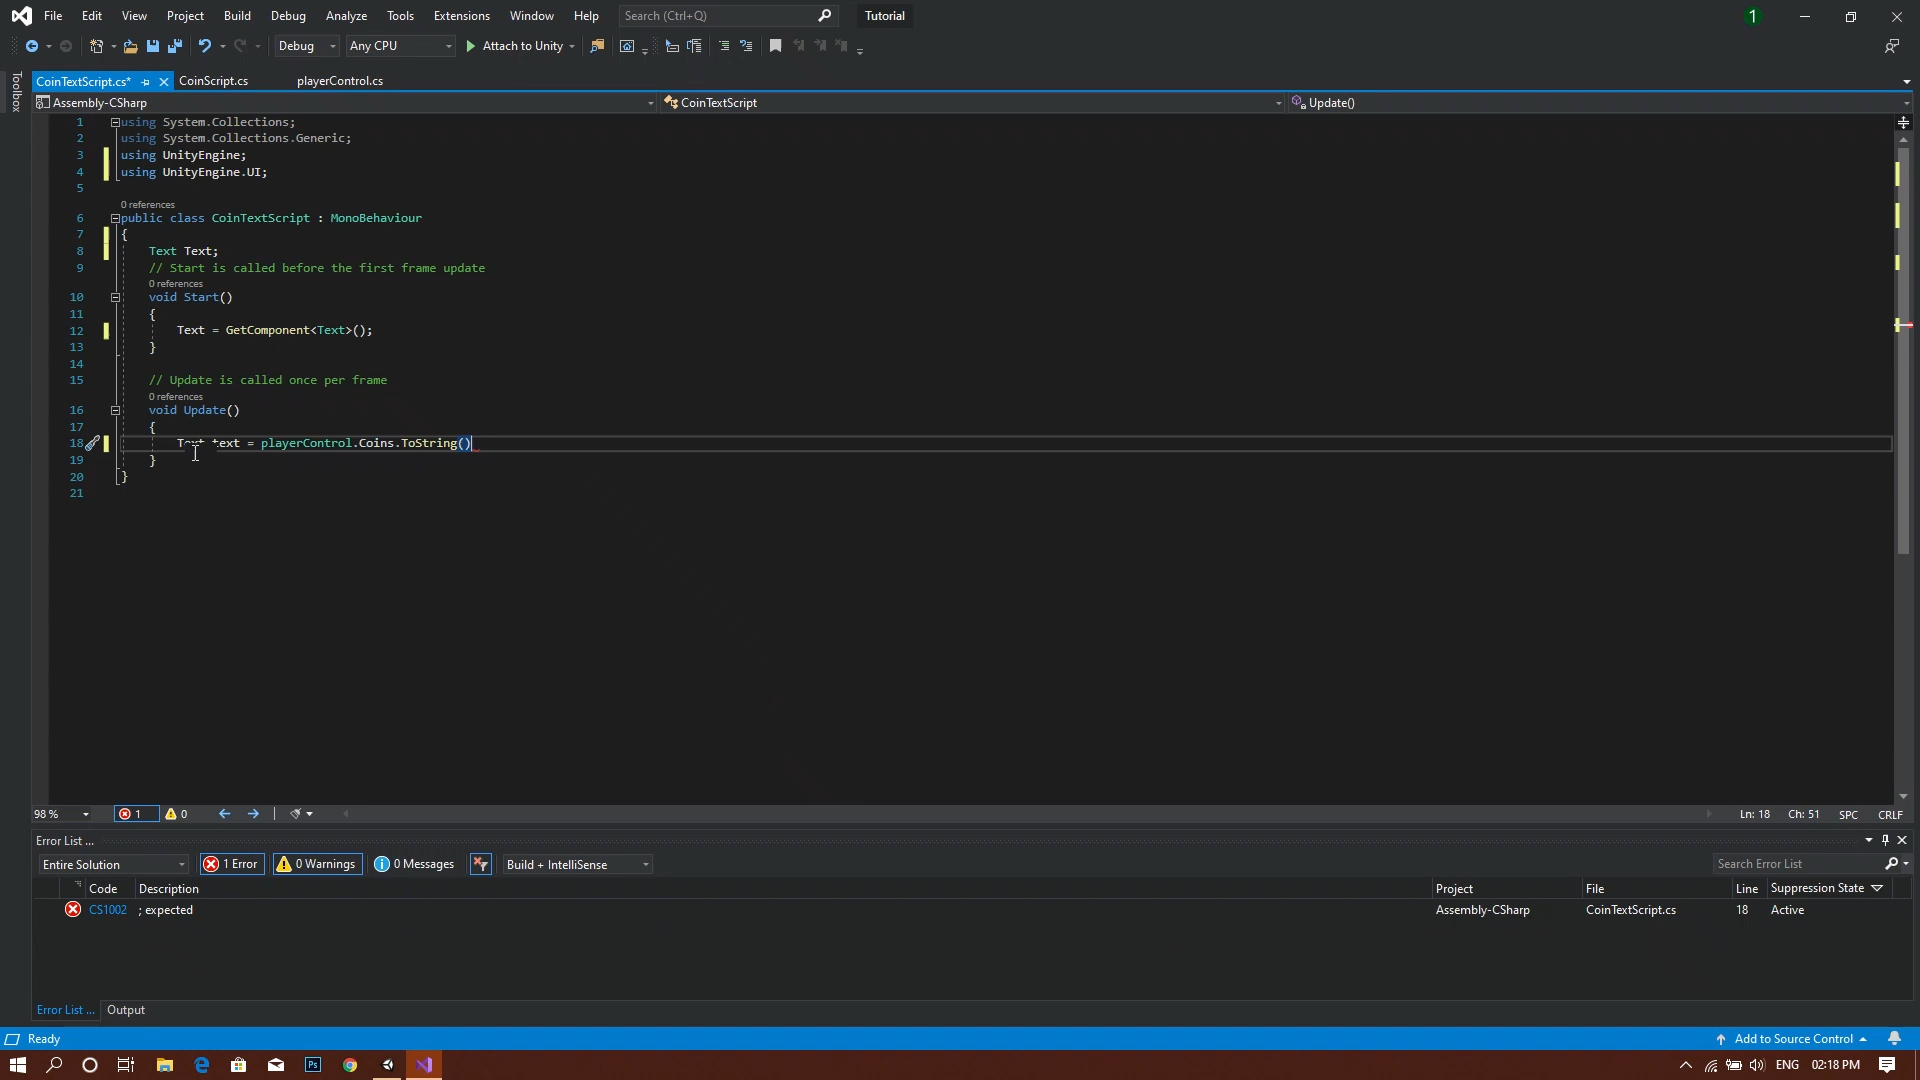 File Edit View Project Build Debug Analyze Tools Extensions Window Help Search (Ctrl+Q) Tutorial 1
Debug Any CPU Attach to Unity
Toolbox
CoinTextScript.cs* CoinScript.cs playerControl.cs
Assembly-CSharp CoinTextScript Update()
1 using System.Collections;
2 using System.Collections.Generic;
3 using UnityEngine;
4 using UnityEngine.UI;
5
0 references
6 public class CoinTextScript : MonoBehaviour
7 {
8 Text Text;
9 // Start is called before the first frame update
0 references
10 void Start()
11 {
12 Text = GetComponent<Text>();
13 }
14
15 // Update is called once per frame
0 references
16 void Update()
17 {
18 Text text = playerControl.Coins.ToString()
19 }
20 }
21
98 % 1 0 Ln: 18 Ch: 51 SPC CRLF
Error List ...
Entire Solution 1 Error 0 Warnings 0 Messages Build + IntelliSense Search Error List
Code Description Project File Line Suppression State
CS1002 ; expected Assembly-CSharp CoinTextScript.cs 18 Active
Error List ... Output
Ready Add to Source Control
Ps ENG 02:18 PM